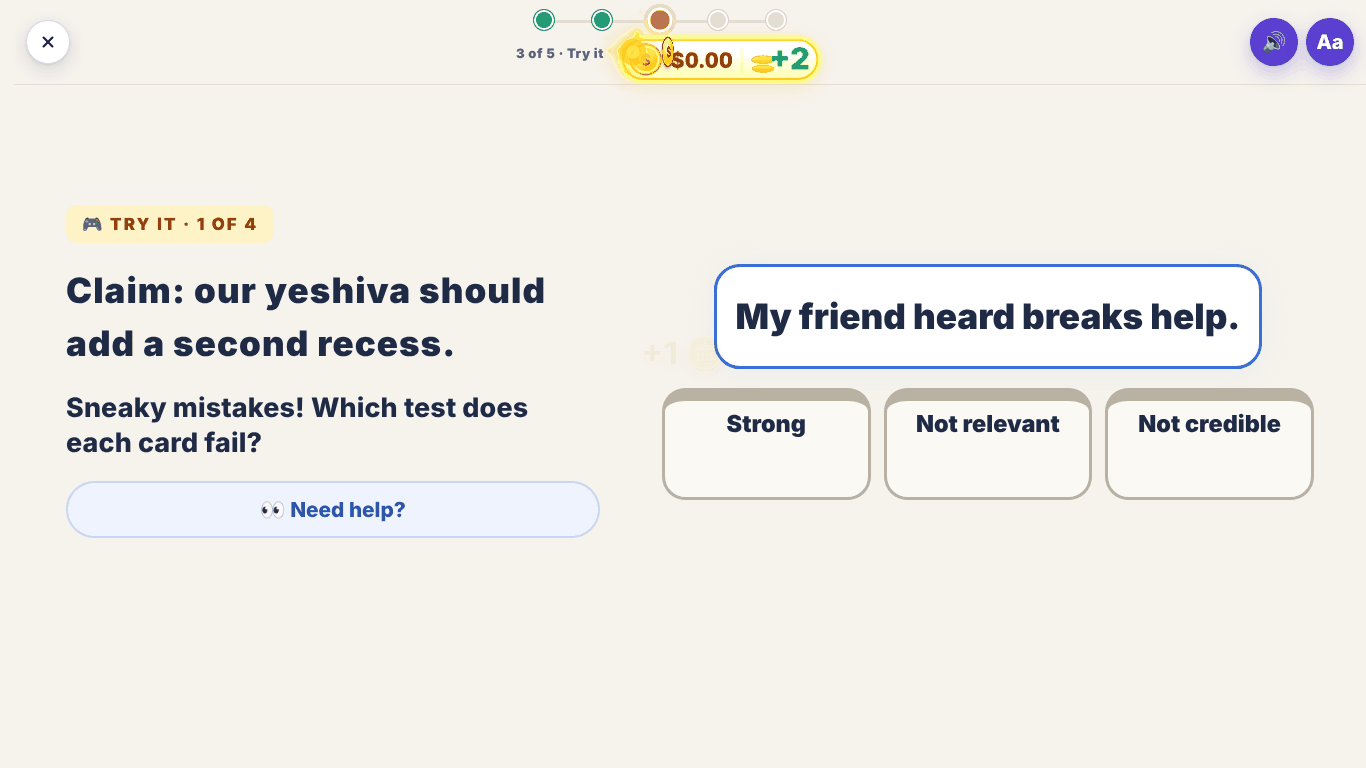 ✕
3 of 5 · Try it
$0.00
+2
Aa
🎮 TRY IT · 1 OF 4
Claim: our yeshiva should
add a second recess.
Sneaky mistakes! Which test does
each card fail?
👀 Need help?
My friend heard breaks help.
+1
Strong
Not relevant
Not credible